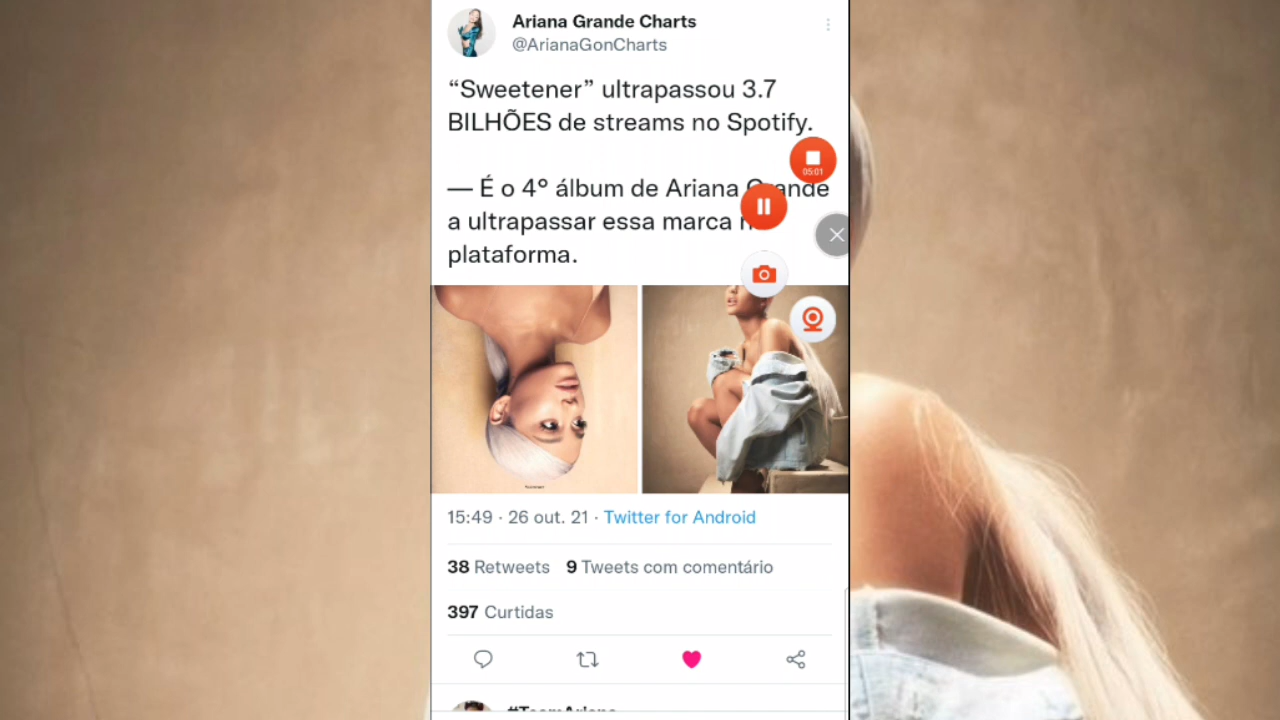 Ariana Grande Charts
@ArianaGonCharts
“Sweetener” ultrapassou 3.7
BILHÕES de streams no Spotify.
05:01
— É o 4º álbum de Ariana Grande
a ultrapassar essa marca
plataforma.
15:49 · 26 out. 21 · Twitter for Android
38 Retweets 9 Tweets com comentário
397 Curtidas
#TeamAriana